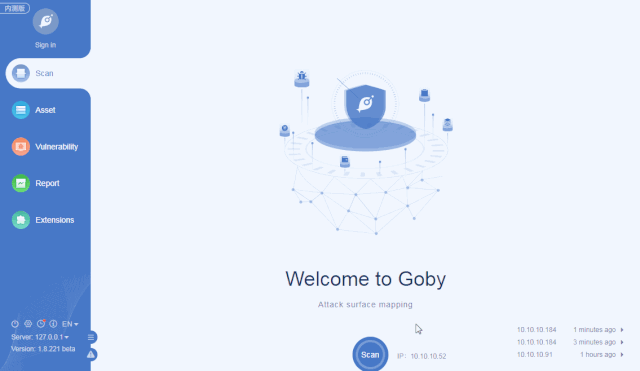 内测版
Sign in
Scan
Asset
Vulnerability
Report
Extensions
EN
Server: 127.0.0.1
Version: 1.8.221 beta
Welcome to Goby
Attack surface mapping
Scan
IP: 10.10.10.52
10.10.10.184 1 minutes ago
10.10.10.184 3 minutes ago
10.10.10.91 1 hours ago